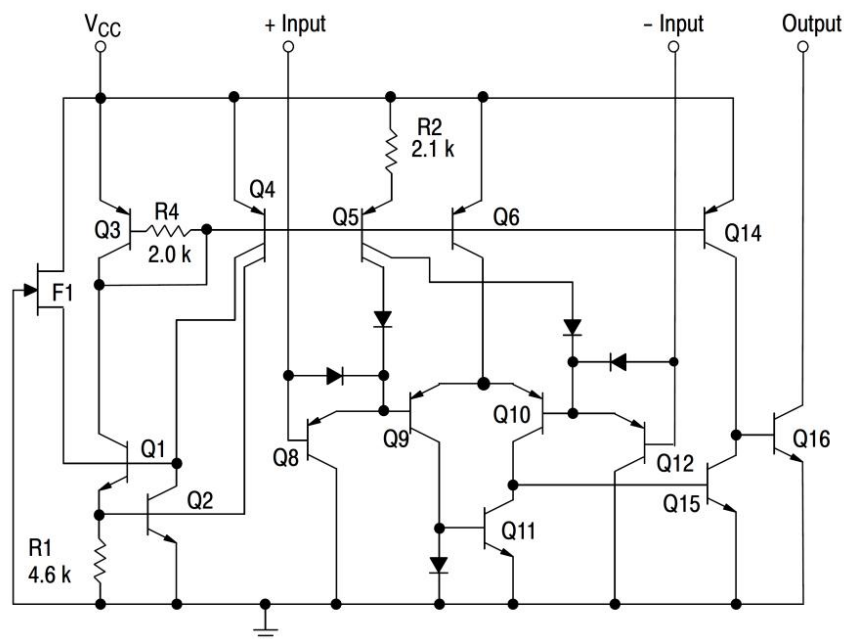 V_CC
+ Input
– Input
Output
R2
2.1 k
Q4
Q3
R4
2.0 k
Q5
Q6
Q14
F1
Q1
Q2
Q8
Q9
Q10
Q12
Q16
Q15
Q11
R1
4.6 k